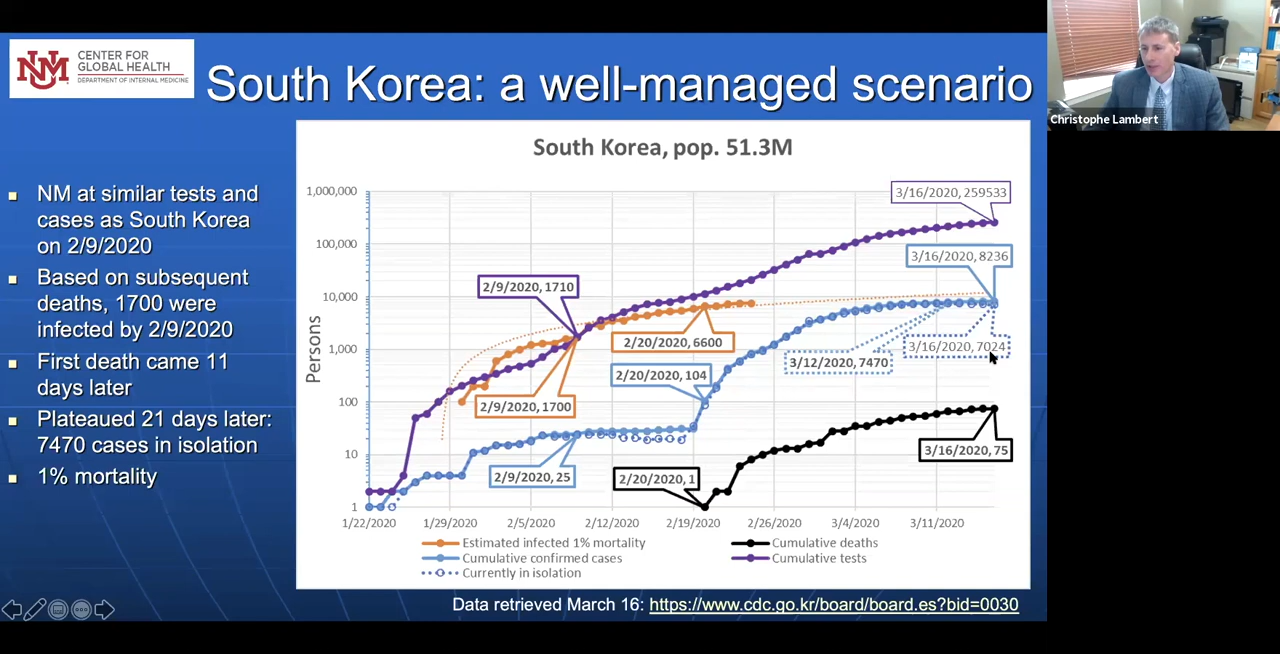 UNM
CENTER FOR
GLOBAL HEALTH
DEPARTMENT OF INTERNAL MEDICINE
South Korea: a well-managed scenario
Christophe Lambert
NM at similar tests and
cases as South Korea
on 2/9/2020
Based on subsequent
deaths, 1700 were
infected by 2/9/2020
First death came 11
days later
Plateaued 21 days later:
7470 cases in isolation
1% mortality
South Korea, pop. 51.3M
Persons
1,000,000
100,000
10,000
1,000
100
10
1
3/16/2020, 259533
3/16/2020, 8236
2/9/2020, 1710
2/20/2020, 6600
3/16/2020, 7024
3/12/2020, 7470
2/20/2020, 104
2/9/2020, 1700
3/16/2020, 75
2/9/2020, 25
2/20/2020, 1
1/22/2020
1/29/2020
2/5/2020
2/12/2020
2/19/2020
2/26/2020
3/4/2020
3/11/2020
Estimated infected 1% mortality
Cumulative deaths
Cumulative confirmed cases
Cumulative tests
Currently in isolation
Data retrieved March 16: https://www.cdc.go.kr/board/board.es?bid=0030